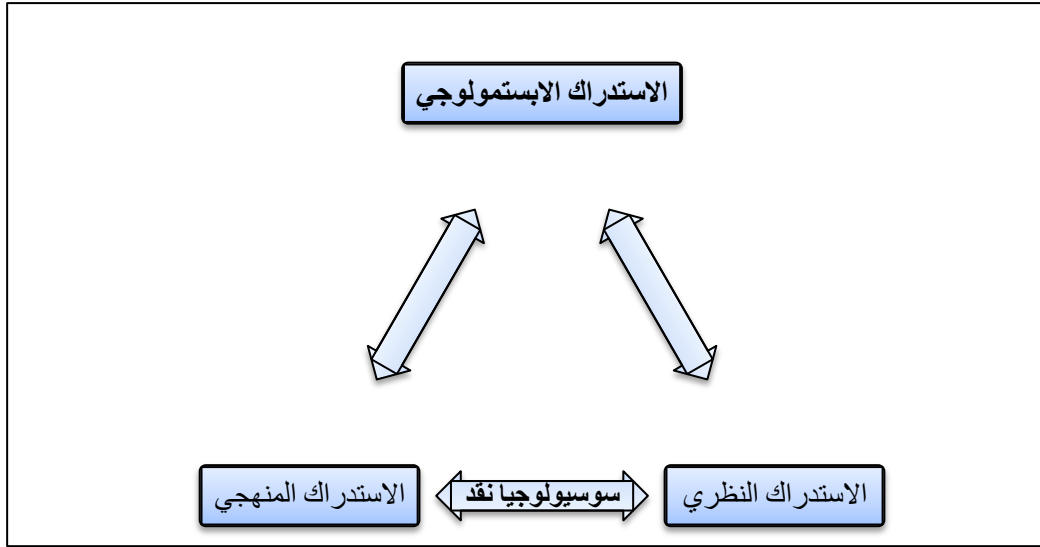 الاستدراك الابستمولوجي
الاستدراك النظري
سوسيولوجيا نقد
الاستدراك المنهجي